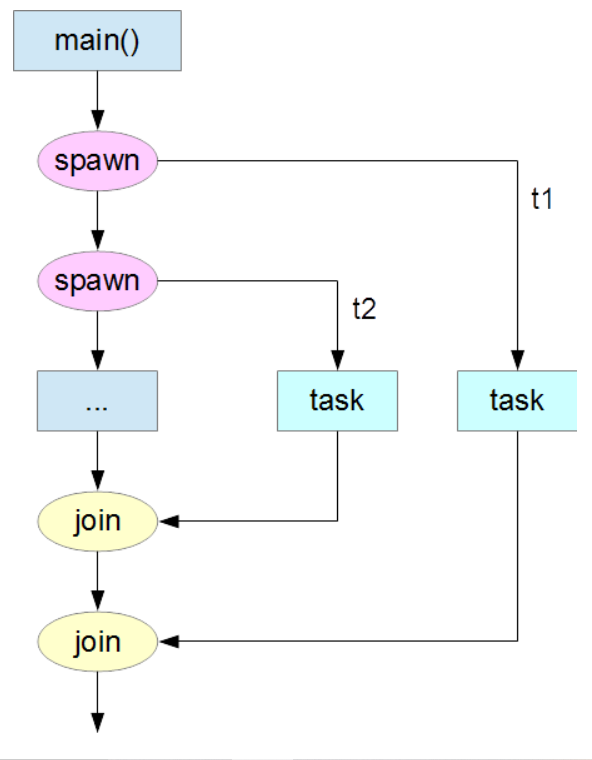 main()
spawn
t1
spawn
t2
...
task
task
join
join